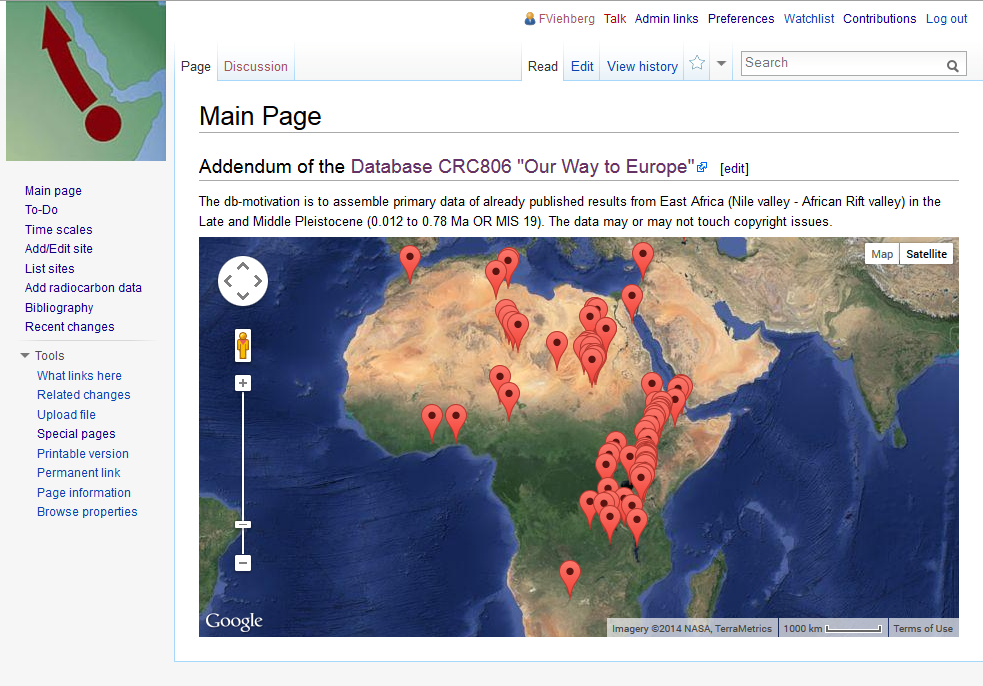 FViehberg Talk Admin links Preferences Watchlist Contributions Log out
Page Discussion Read Edit View history Search
Main Page
Addendum of the Database CRC806 "Our Way to Europe" [edit]
The db-motivation is to assemble primary data of already published results from East Africa (Nile valley - African Rift valley) in the
Late and Middle Pleistocene (0.012 to 0.78 Ma OR MIS 19). The data may or may not touch copyright issues.
Main page
To-Do
Time scales
Add/Edit site
List sites
Add radiocarbon data
Bibliography
Recent changes
Tools
What links here
Related changes
Upload file
Special pages
Printable version
Permanent link
Page information
Browse properties
Map Satellite
Google
Imagery ©2014 NASA, TerraMetrics 1000 km Terms of Use